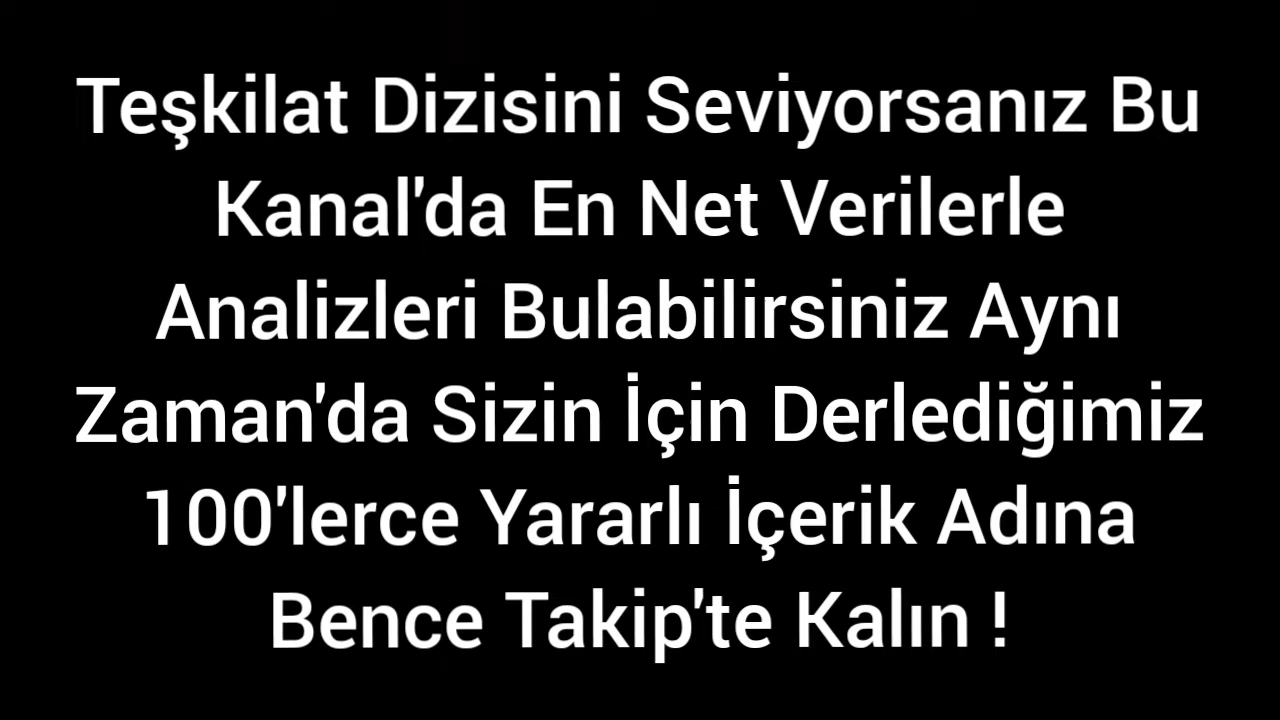 Teşkilat Dizisini Seviyorsanız Bu
Kanal'da En Net Verilerle
Analizleri Bulabilirsiniz Aynı
Zaman'da Sizin İçin Derlediğimiz
100'lerce Yararlı İçerik Adına
Bence Takip'te Kalın !